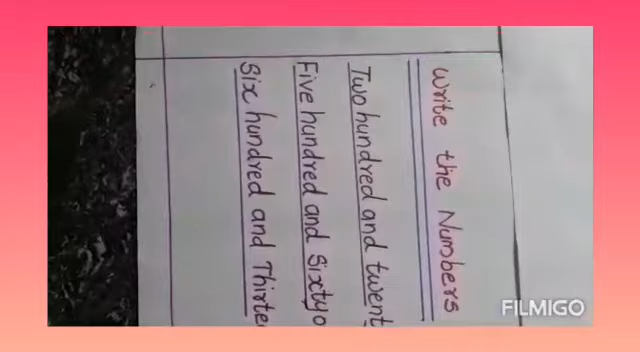 Write the Numbers
Two hundred and
Five hundred and Sixty
Six hundred and
FILMIGO